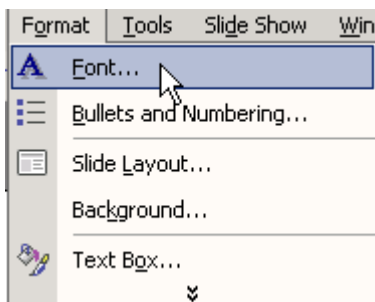 Format Tools Slide Show Win
Font...
Bullets and Numbering...
Slide Layout...
Background...
Text Box...